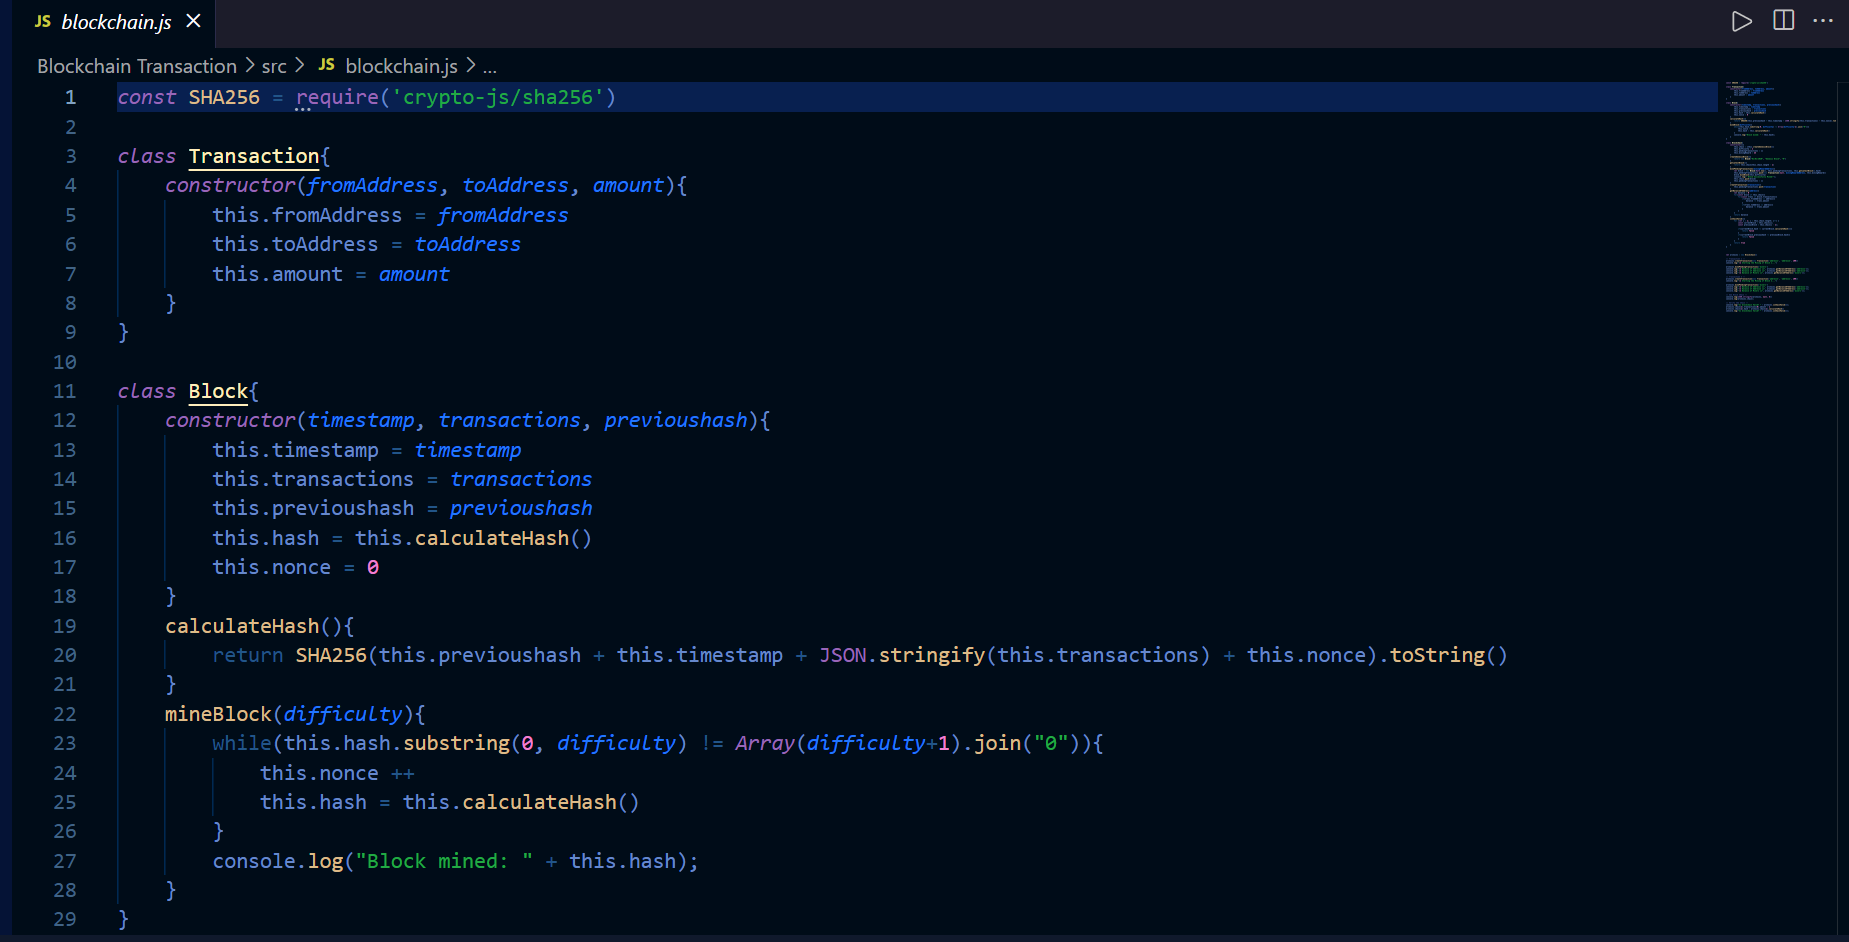 JS blockchain.js
Blockchain Transaction > src > JS blockchain.js > ...
1 const SHA256 = require('crypto-js/sha256')
2
3 class Transaction{
4     constructor(fromAddress, toAddress, amount){
5         this.fromAddress = fromAddress
6         this.toAddress = toAddress
7         this.amount = amount
8     }
9 }
10
11 class Block{
12     constructor(timestamp, transactions, previoushash){
13         this.timestamp = timestamp
14         this.transactions = transactions
15         this.previoushash = previoushash
16         this.hash = this.calculateHash()
17         this.nonce = 0
18     }
19     calculateHash(){
20         return SHA256(this.previoushash + this.timestamp + JSON.stringify(this.transactions) + this.nonce).toString()
21     }
22     mineBlock(difficulty){
23         while(this.hash.substring(0, difficulty) != Array(difficulty+1).join("0")){
24             this.nonce ++
25             this.hash = this.calculateHash()
26         }
27         console.log("Block mined: " + this.hash);
28     }
29 }